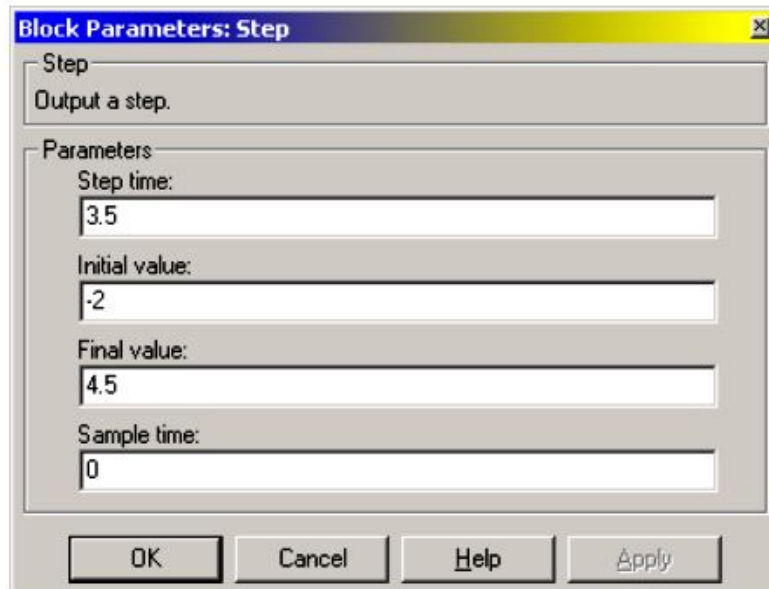 Block Parameters: Step
Step
Output a step.
Parameters
Step time:
3.5
Initial value:
-2
Final value:
4.5
Sample time:
0
OK Cancel Help Apply